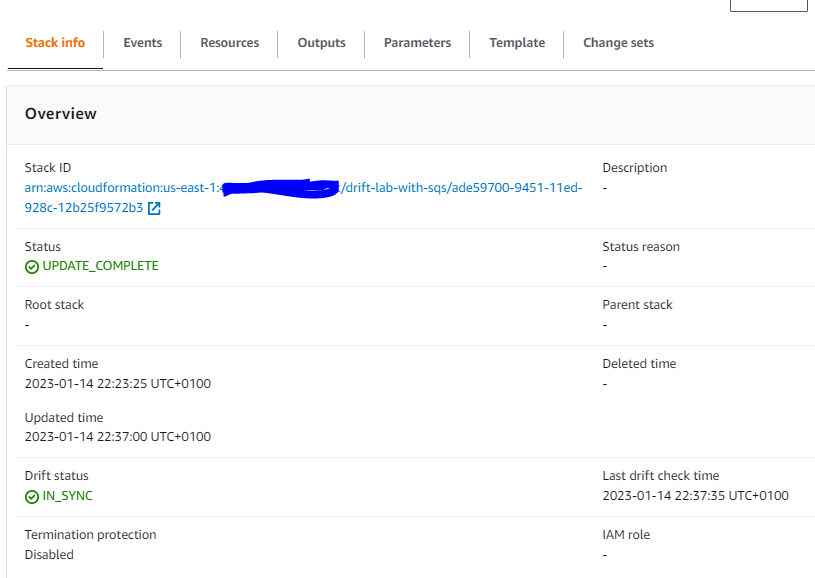 Stack info Events Resources Outputs Parameters Template Change sets
Overview
Stack ID
arn:aws:cloudformation:us-east-1: /drift-lab-with-sqs/ade59700-9451-11ed-
928c-12b25f9572b3
Description
-
Status
UPDATE_COMPLETE
Status reason
-
Root stack
-
Parent stack
-
Created time
2023-01-14 22:23:25 UTC+0100
Deleted time
-
Updated time
2023-01-14 22:37:00 UTC+0100
Drift status
IN_SYNC
Last drift check time
2023-01-14 22:37:35 UTC+0100
Termination protection
Disabled
IAM role
-